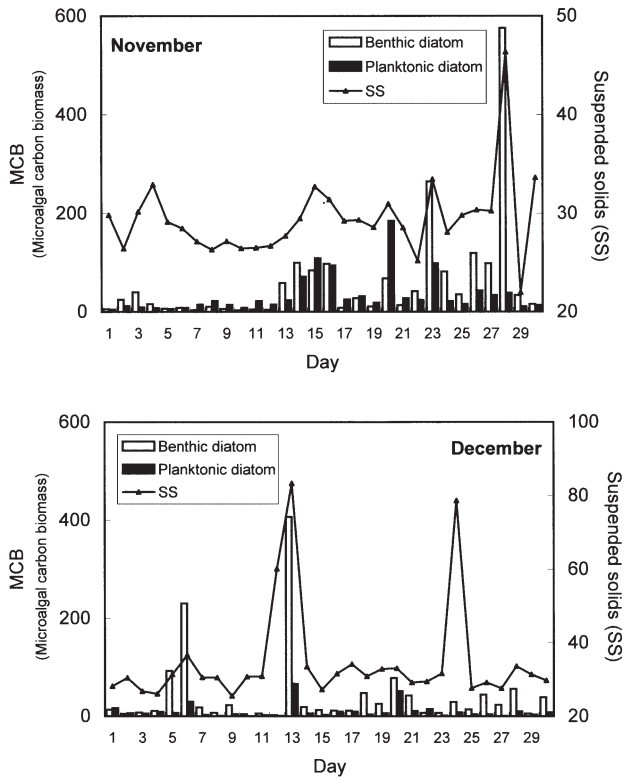 November
Benthic diatom
Planktonic diatom
SS
600
400
200
0
MCB
(Microalgal carbon biomass)
50
40
30
20
Suspended solids (SS)
1 3 5 7 9 11 13 15 17 19 21 23 25 27 29
Day
December
Benthic diatom
Planktonic diatom
SS
600
400
200
0
MCB
(Microalgal carbon biomass)
100
80
60
40
20
Suspended solids (SS)
1 3 5 7 9 11 13 15 17 19 21 23 25 27 29
Day